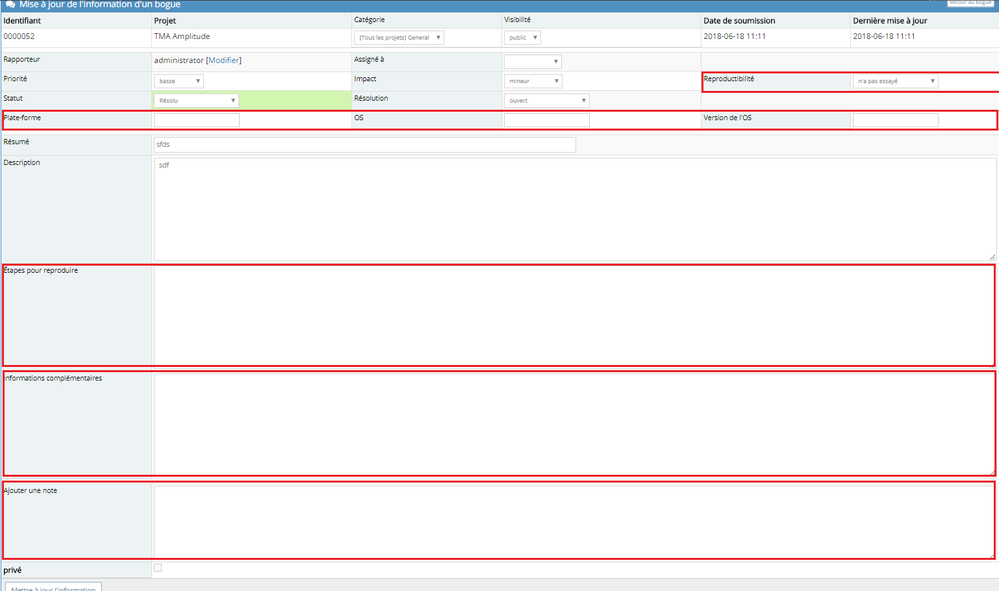 Mise à jour de l'information d'un bogue
Retour au bogue
Identifiant Projet Catégorie Visibilité Date de soumission Dernière mise à jour
0000052 TMA Amplitude [Tous les projets] General public 2018-06-18 11:11 2018-06-18 11:11
Rapporteur administrator [Modifier] Assigné à
Priorité basse Impact mineur Reproductibilité n'a pas essayé
Statut Résolu Résolution ouvert
Plate-forme OS Version de l'OS
Résumé sfds
Description sdf
Étapes pour reproduire
Informations complémentaires
Ajouter une note
privé
Mettre à jour l'information